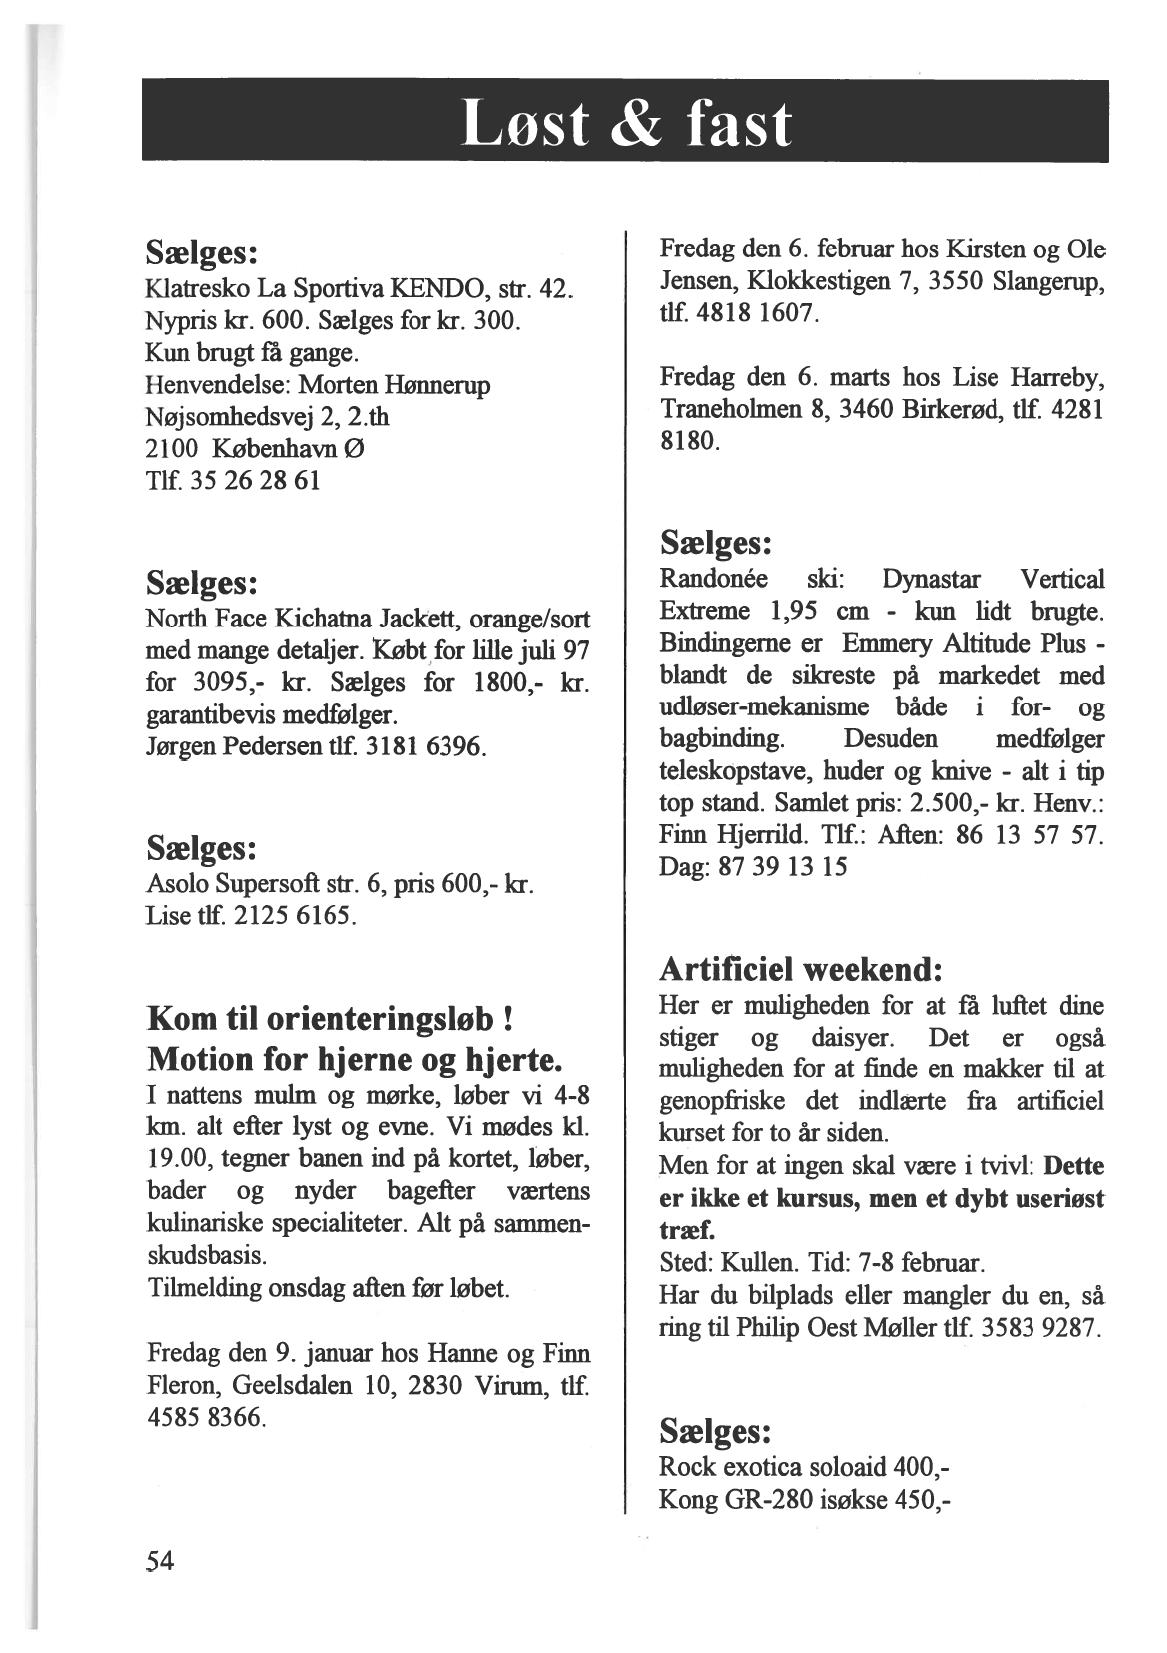 Løst & fast
Sælges:
Klatresko La Sportiva KENDO, str. 42.
Nypris kr. 600. Sælges for kr. 300.
Kun brugt få gange.
Henvendelse: Morten Hønnerup
Nøjsomhedsvej 2, 2.th
2100 København Ø
Tlf. 35 26 28 61
Sælges:
North Face Kichatna Jackett, orange/sort
med mange detaljer. Købt for lille juli 97
for 3095,- kr. Sælges for 1800,- kr.
garantibevis medfølger.
Jørgen Pedersen tlf. 3181 6396.
Sælges:
Asolo Supersoft str. 6, pris 600,- kr.
Lise tlf. 2125 6165.
Kom til orienteringsløb !
Motion for hjerne og hjerte.
I nattens mulm og mørke, løber vi 4-8
km. alt efter lyst og evne. Vi mødes kl.
19.00, tegner banen ind på kortet, løber,
bader og nyder bagefter værtens
kulinariske specialiteter. Alt på sammen-
skudsbasis.
Tilmelding onsdag aften før løbet.
Fredag den 9. januar hos Hanne og Finn
Fleron, Geelsdalen 10, 2830 Virum, tlf.
4585 8366.
Fredag den 6. februar hos Kirsten og Ole
Jensen, Klokkestigen 7, 3550 Slangerup,
tlf. 4818 1607.
Fredag den 6. marts hos Lise Harreby,
Traneholmen 8, 3460 Birkerød, tlf. 4281
8180.
Sælges:
Randonée ski: Dynastar Vertical
Extreme 1,95 cm - kun lidt brugte.
Bindingerne er Emmery Altitude Plus -
blandt de sikreste på markedet med
udløser-mekanisme både i for- og
bagbinding. Desuden medfølger
teleskopstave, huder og knive - alt i tip
top stand. Samlet pris: 2.500,- kr. Henv.:
Finn Hjerrild. Tlf.: Aften: 86 13 57 57.
Dag: 87 39 13 15
Artificiel weekend:
Her er muligheden for at få luftet dine
stiger og daisyer. Det er også
muligheden for at finde en makker til at
genopfriske det indlærte fra artificiel
kurset for to år siden.
Men for at ingen skal være i tvivl: Dette
er ikke et kursus, men et dybt useriøst
træf.
Sted: Kullen. Tid: 7-8 februar.
Har du bilplads eller mangler du en, så
ring til Philip Oest Møller tlf. 3583 9287.
Sælges:
Rock exotica soloaid 400,-
Kong GR-280 isøkse 450,-
54